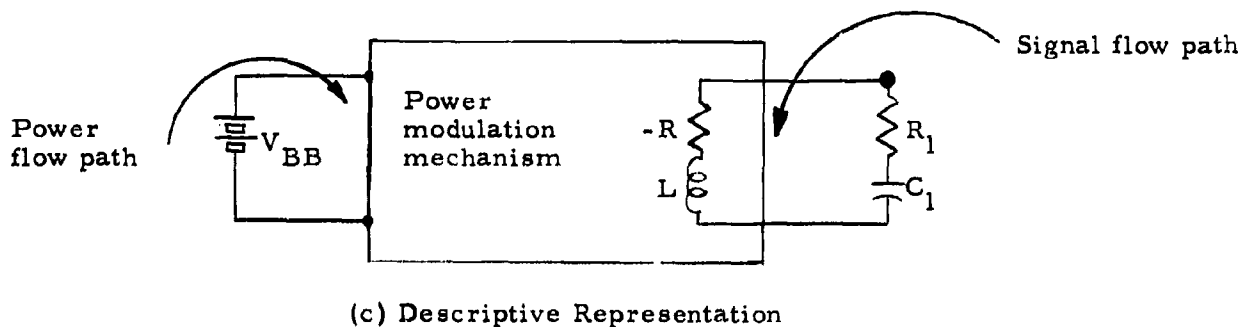 Signal flow path
Power
flow path
V_BB
Power
modulation
mechanism
-R
L
R_1
C_1
(c) Descriptive Representation